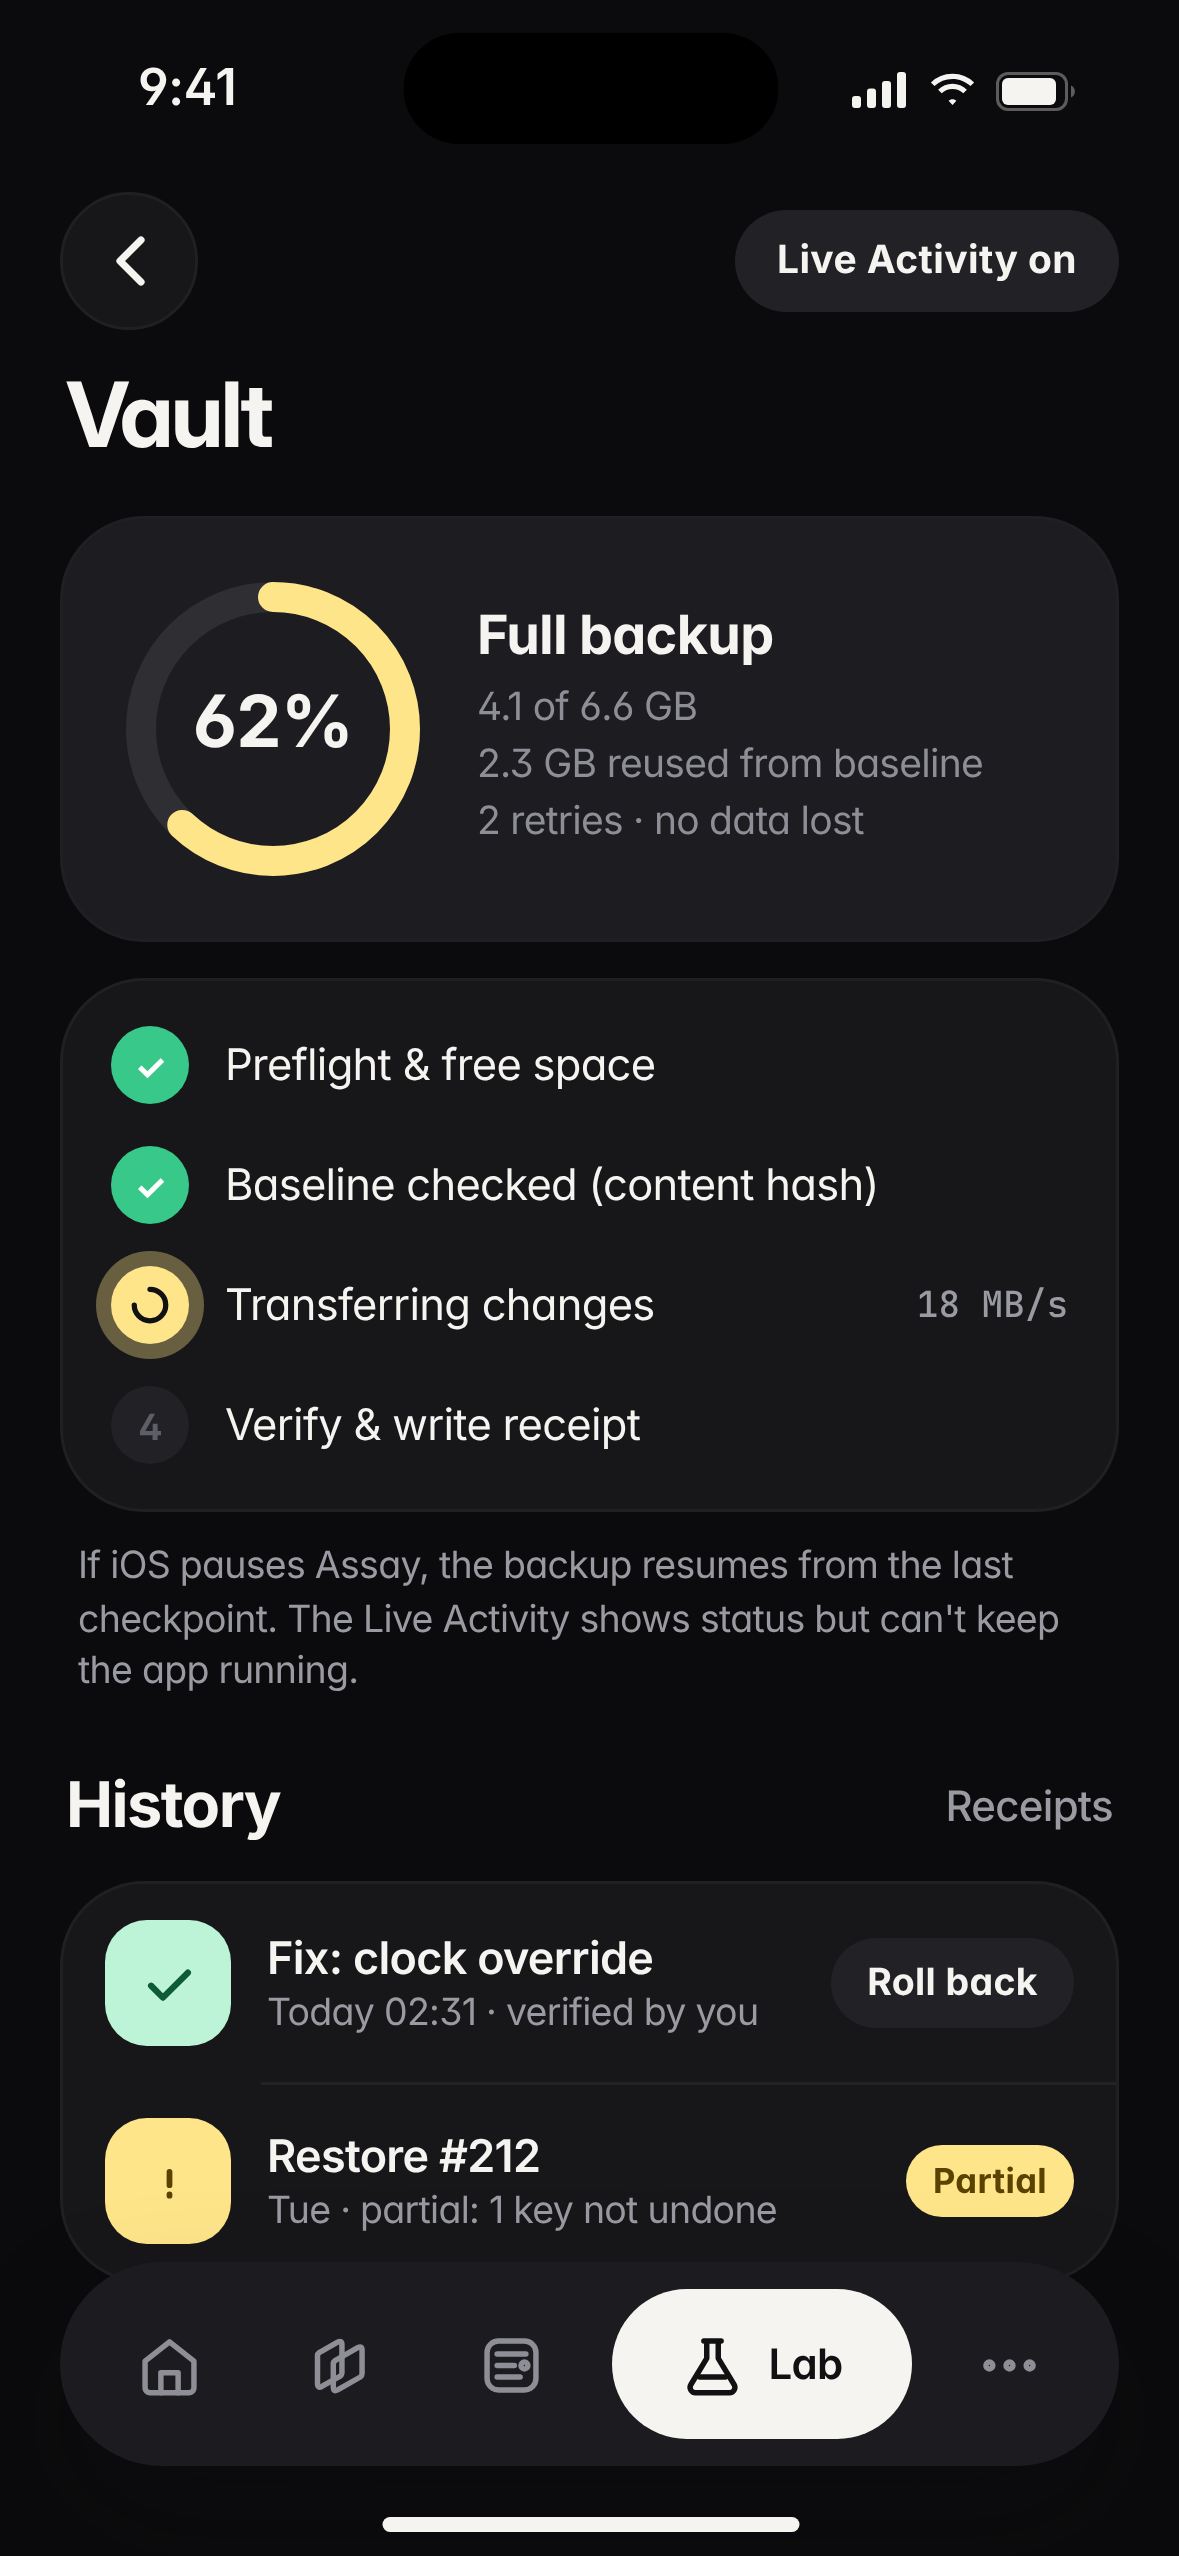 9:41
Live Activity on
Vault
62%
Full backup
4.1 of 6.6 GB
2.3 GB reused from baseline
2 retries · no data lost
Preflight & free space
Baseline checked (content hash)
Transferring changes
18 MB/s
4
Verify & write receipt
If iOS pauses Assay, the backup resumes from the last
checkpoint. The Live Activity shows status but can't keep
the app running.
History
Receipts
Fix: clock override
Today 02:31 · verified by you
Roll back
Restore #212
Tue · partial: 1 key not undone
Partial
Lab